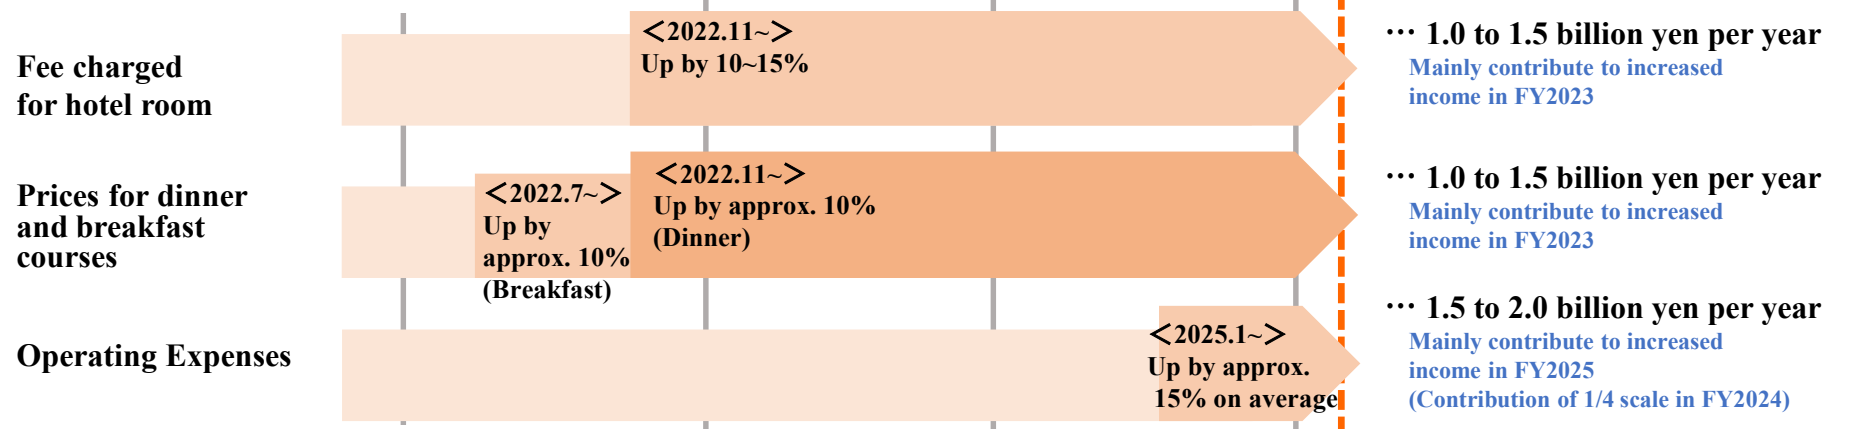 Fee charged
for hotel room
<2022.11~>
Up by 10~15%
… 1.0 to 1.5 billion yen per year
Mainly contribute to increased
income in FY2023
Prices for dinner
and breakfast
courses
<2022.7~>
Up by
approx. 10%
(Breakfast)
<2022.11~>
Up by approx. 10%
(Dinner)
… 1.0 to 1.5 billion yen per year
Mainly contribute to increased
income in FY2023
Operating Expenses
<2025.1~>
Up by approx.
15% on average
… 1.5 to 2.0 billion yen per year
Mainly contribute to increased
income in FY2025
(Contribution of 1/4 scale in FY2024)